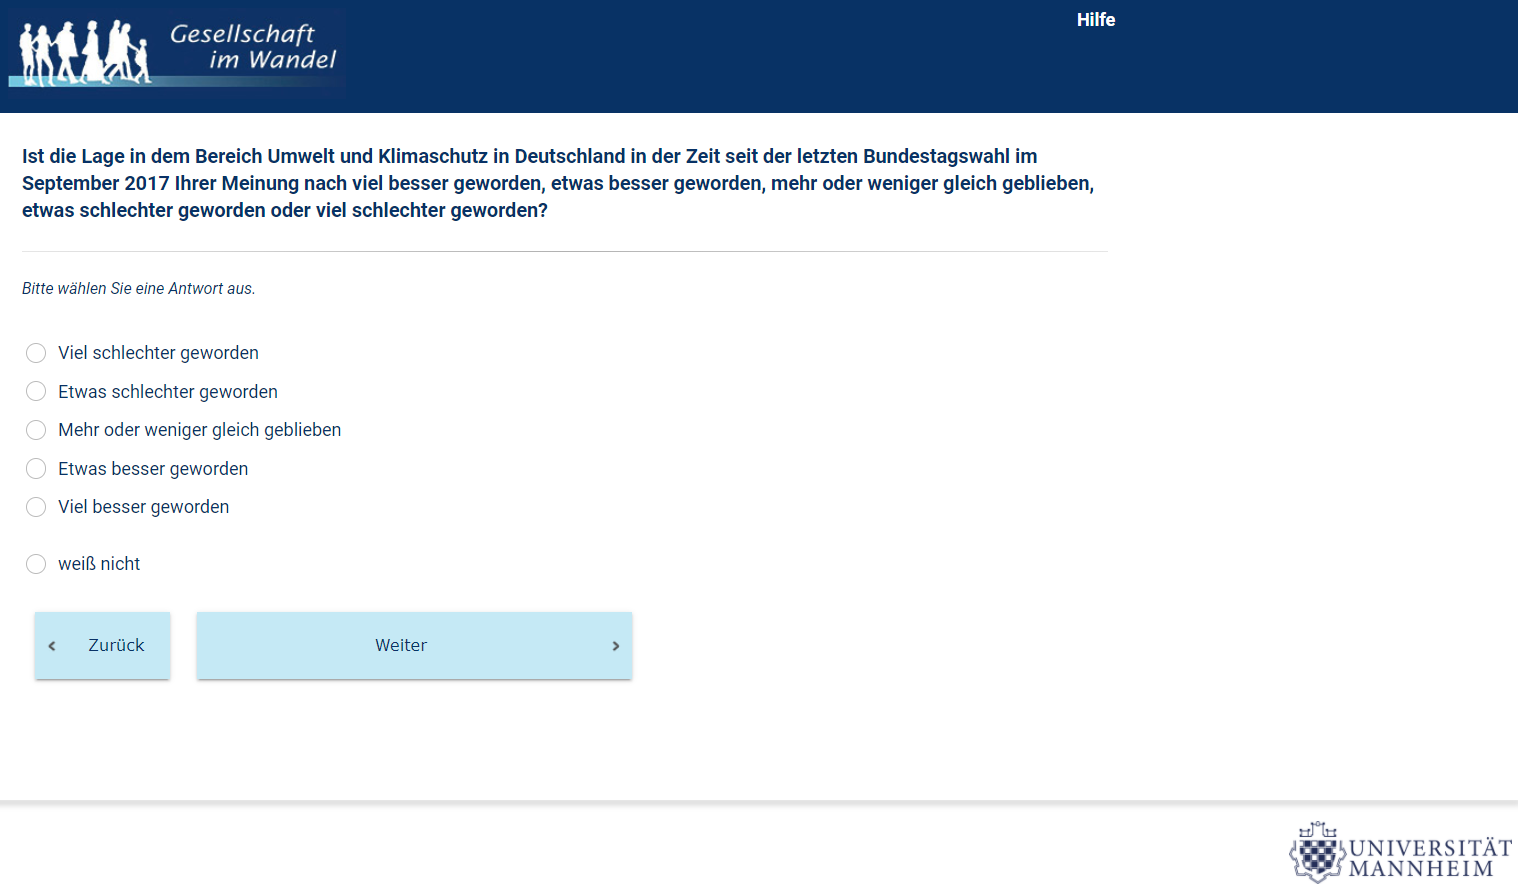 Gesellschaft
im Wandel
Hilfe
Ist die Lage in dem Bereich Umwelt und Klimaschutz in Deutschland in der Zeit seit der letzten Bundestagswahl im
September 2017 Ihrer Meinung nach viel besser geworden, etwas besser geworden, mehr oder weniger gleich geblieben,
etwas schlechter geworden oder viel schlechter geworden?
Bitte wählen Sie eine Antwort aus.
Viel schlechter geworden
Etwas schlechter geworden
Mehr oder weniger gleich geblieben
Etwas besser geworden
Viel besser geworden
weiß nicht
Zurück
Weiter
UNIVERSITÄT
MANNHEIM